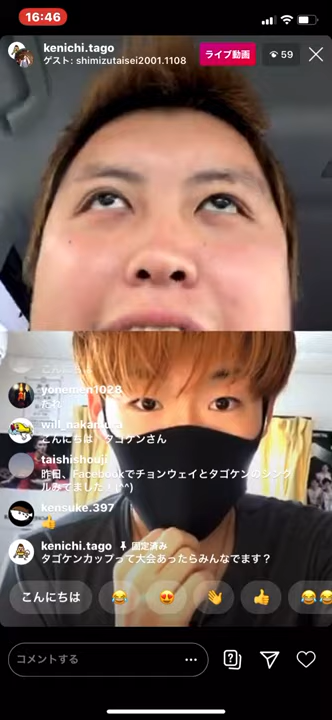 16:46
kenichi.tago
ゲスト: shimizutaisei2001.1108
ライブ動画
59
yonemen1028
だれ
will_nakamura
こんにちは　タゴケンさん
taishishouji
昨日、Facebookでチョンウェイとタゴケンのシング
ルみてました！(^^)
kensuke.397
👍
kenichi.tago 固定済み
タゴケンカップって大会あったらみんなでます？
こんにちは 😂 😍 👋 👍 😂😂
コメントする